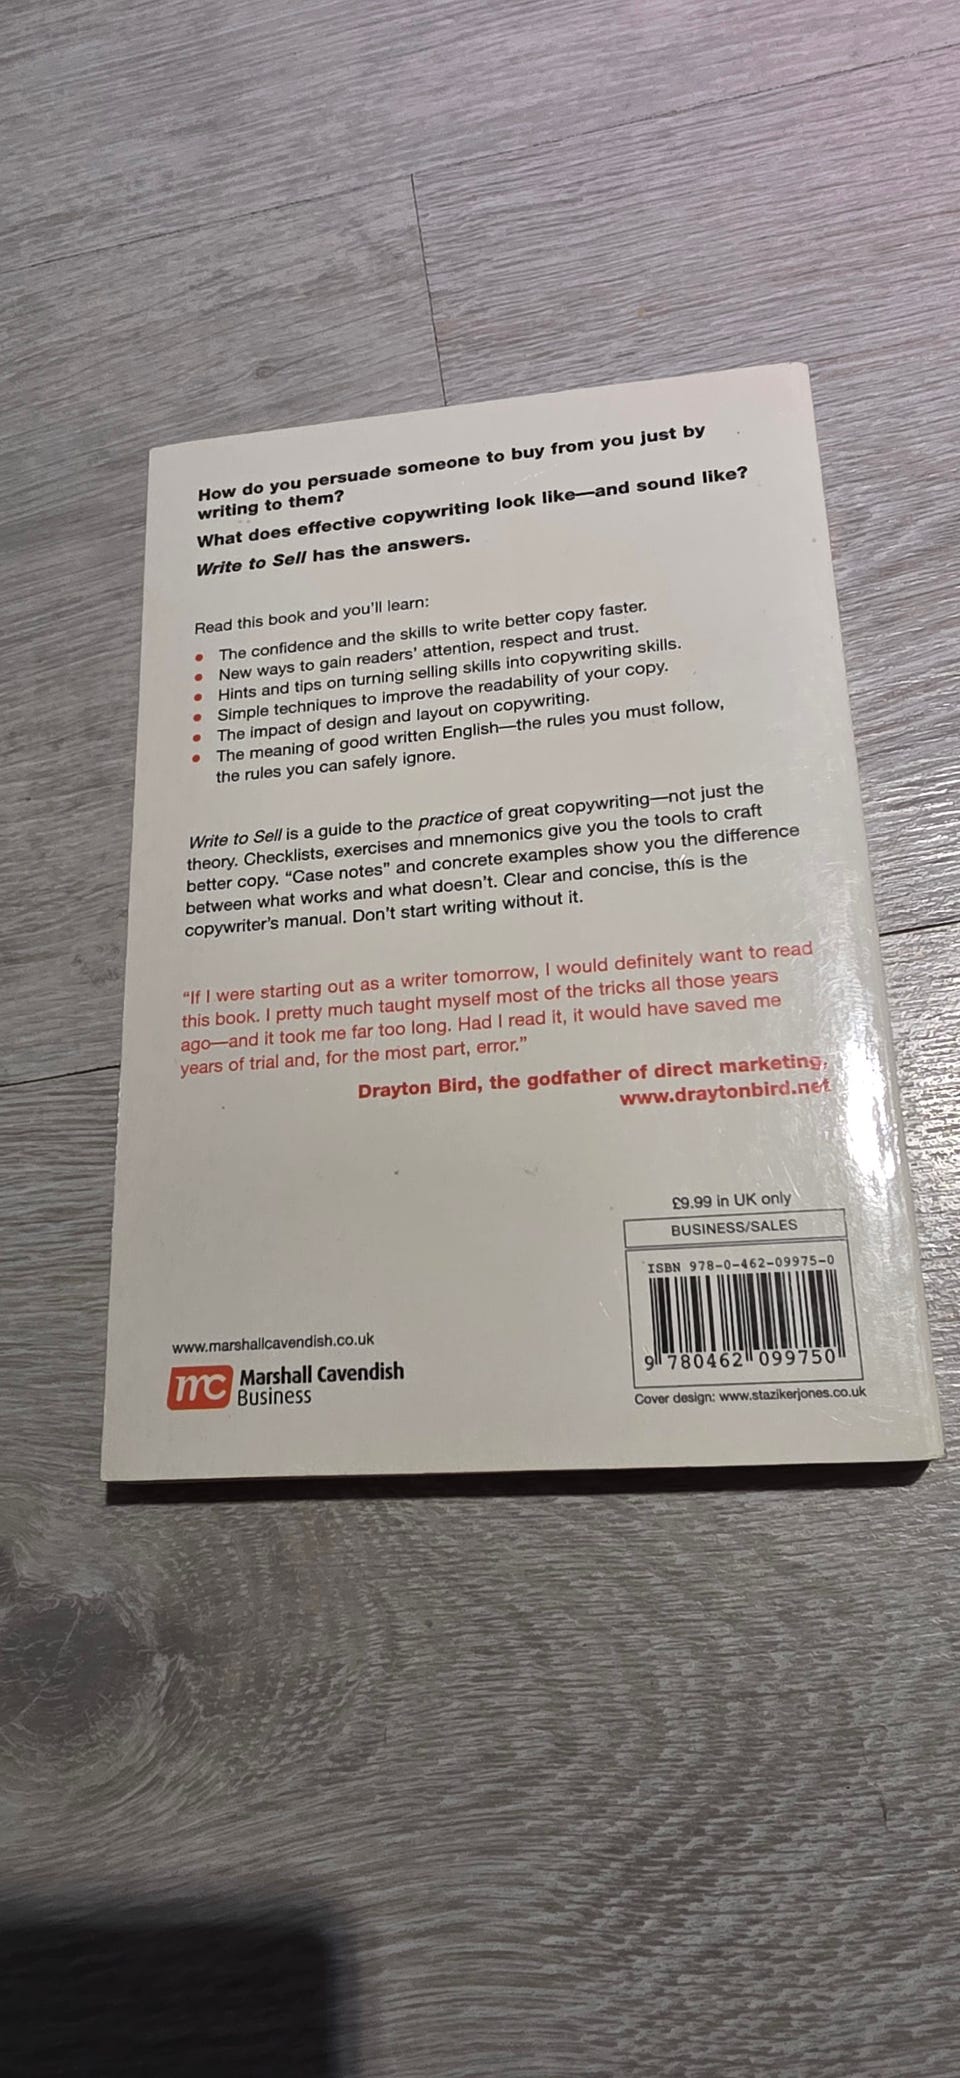 How do you persuade someone to buy from you just by
writing to them?
What does effective copywriting look like—and sound like?
Write to Sell has the answers.
Read this book and you'll learn:
• The confidence and the skills to write better copy faster.
• New ways to gain readers' attention, respect and trust.
• Hints and tips on turning selling skills into copywriting skills.
• Simple techniques to improve the readability of your copy.
• The impact of design and layout on copywriting.
• The meaning of good written English—the rules you must follow,
the rules you can safely ignore.
Write to Sell is a guide to the practice of great copywriting—not just the
theory. Checklists, exercises and mnemonics give you the tools to craft
better copy. “Case notes” and concrete examples show you the difference
between what works and what doesn't. Clear and concise, this is the
copywriter's manual. Don't start writing without it.
“If I were starting out as a writer tomorrow, I would definitely want to read
this book. I pretty much taught myself most of the tricks all those years
ago—and it took me far too long. Had I read it, it would have saved me
years of trial and, for the most part, error.”
Drayton Bird, the godfather of direct marketing,
www.draytonbird.net
£9.99 in UK only
BUSINESS/SALES
ISBN 978-0-462-09975-0
9 780462 099750
Cover design: www.stazikerjones.co.uk
www.marshallcavendish.co.uk
mc Marshall Cavendish
Business